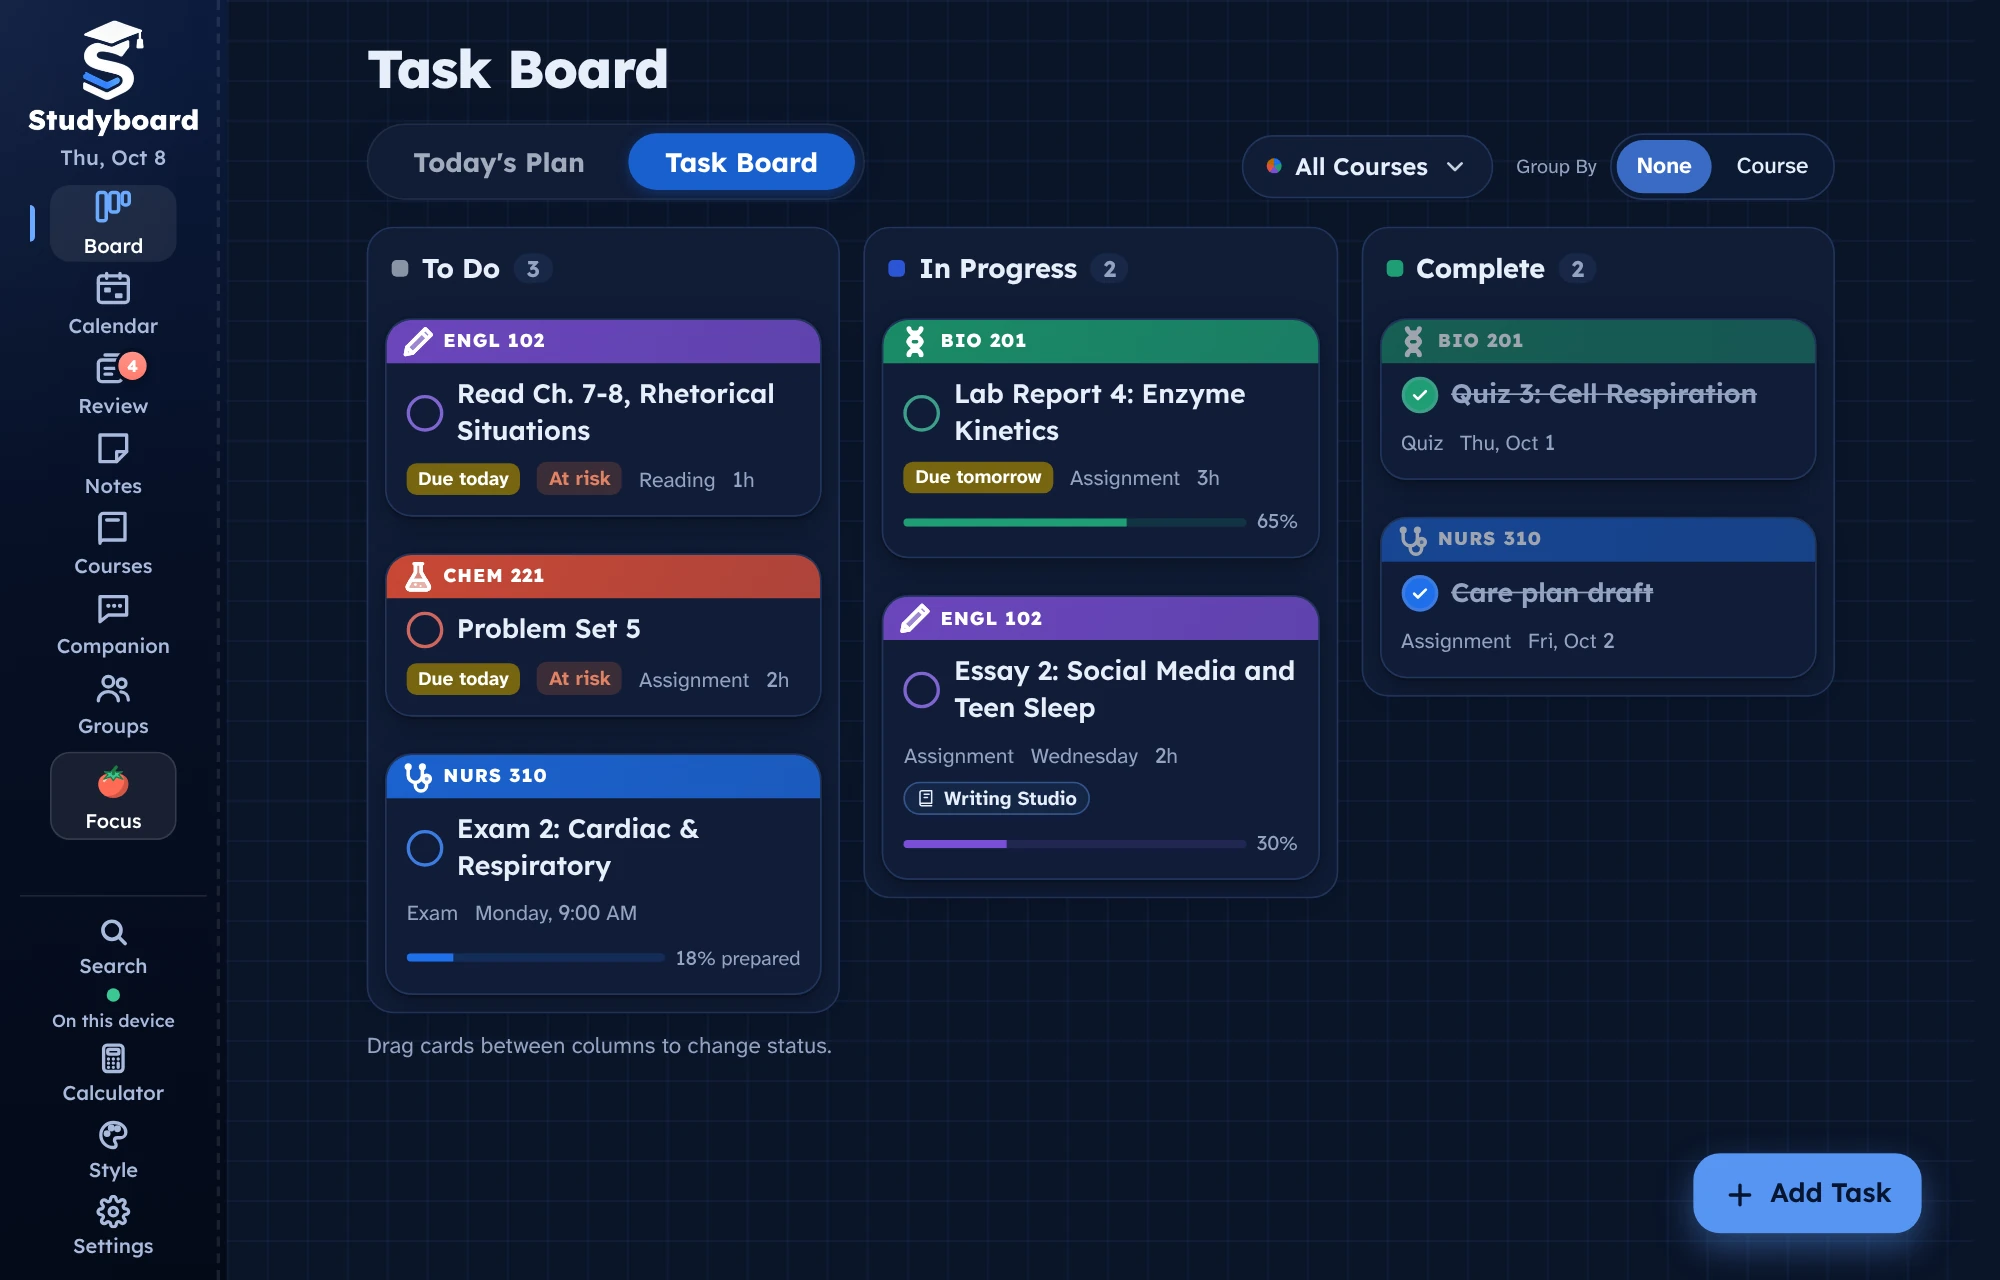 Studyboard
Thu, Oct 8
Board
Calendar
4
Review
Notes
Courses
Companion
Groups
Focus
Search
On this device
Calculator
Style
Settings
Task Board
Today's Plan
Task Board
All Courses
Group By
None
Course
To Do 3
ENGL 102
Read Ch. 7-8, Rhetorical
Situations
Due today At risk Reading 1h
CHEM 221
Problem Set 5
Due today At risk Assignment 2h
NURS 310
Exam 2: Cardiac &
Respiratory
Exam Monday, 9:00 AM
18% prepared
In Progress 2
BIO 201
Lab Report 4: Enzyme
Kinetics
Due tomorrow Assignment 3h
65%
ENGL 102
Essay 2: Social Media and
Teen Sleep
Assignment Wednesday 2h
Writing Studio
30%
Complete 2
BIO 201
Quiz 3: Cell Respiration
Quiz Thu, Oct 1
NURS 310
Care plan draft
Assignment Fri, Oct 2
Drag cards between columns to change status.
+ Add Task